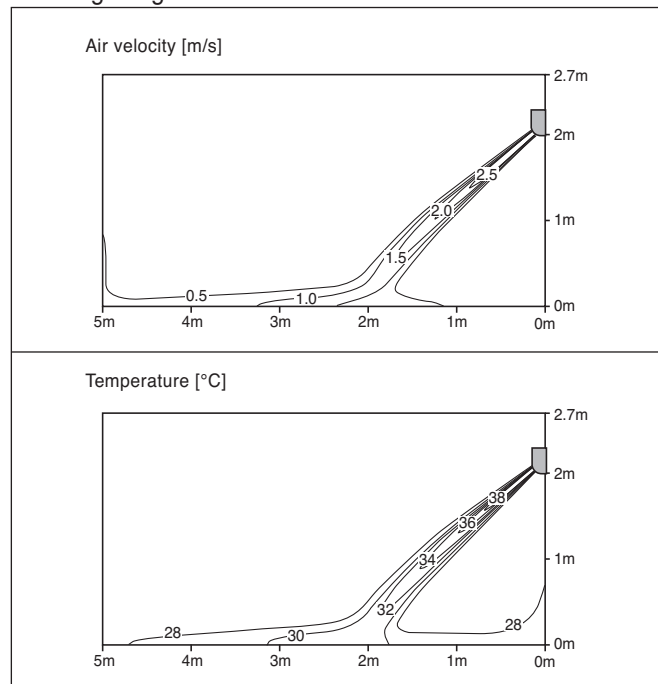 Air velocity [m/s]
2.7m
2m
2.5
2.0
1m
1.5
0.5
1.0
0m
5m 4m 3m 2m 1m 0m
Temperature [°C]
2.7m
2m
38
36
34
1m
32
28 30 28
0m
5m 4m 3m 2m 1m 0m